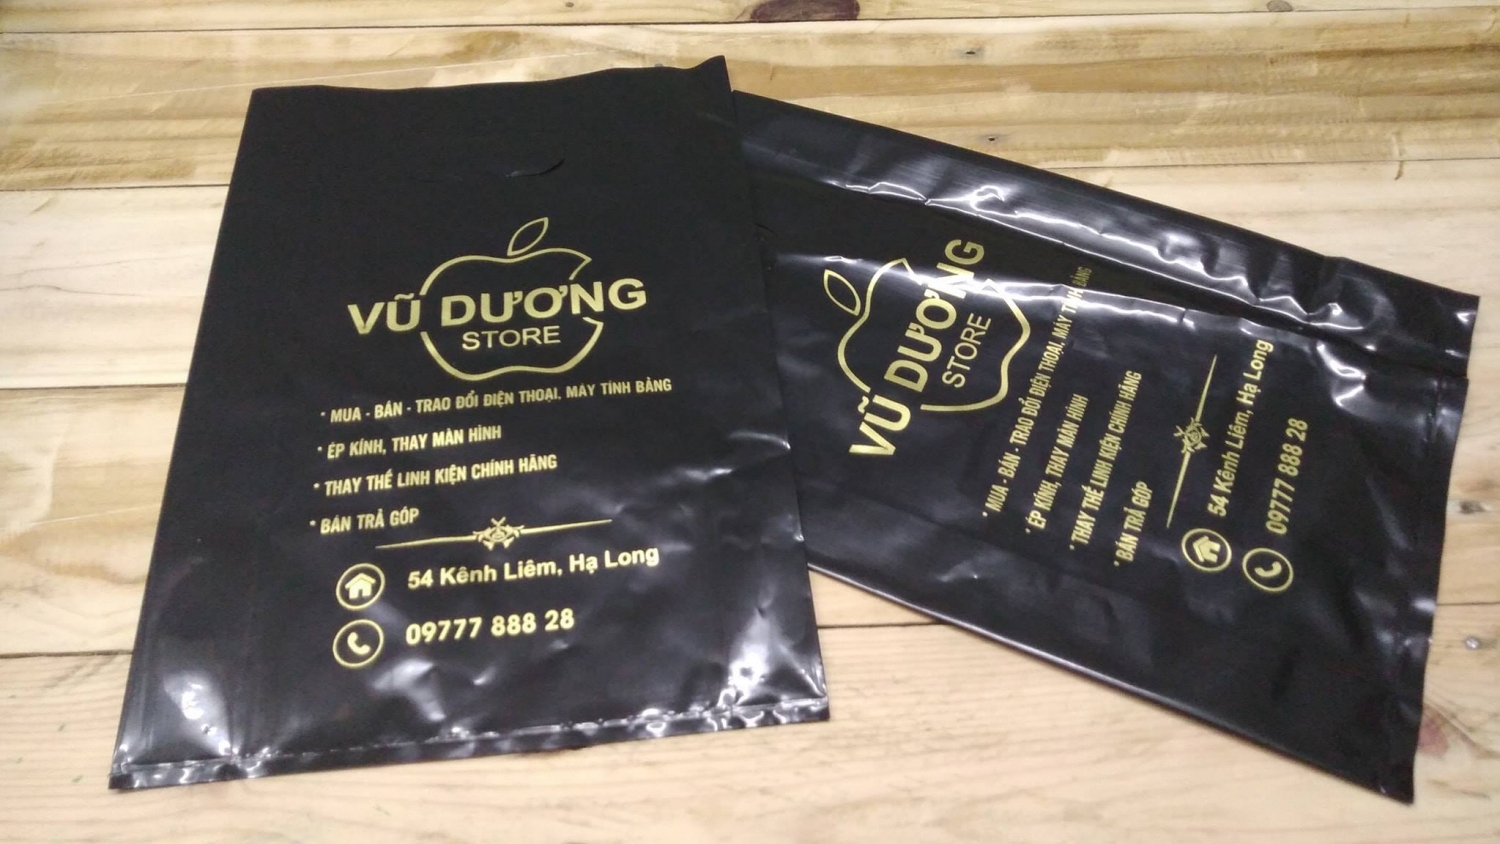 VŨ DƯƠNG
STORE
* MUA - BÁN - TRAO ĐỔI ĐIỆN THOẠI. MÁY TÍNH BẢNG
* ÉP KÍNH, THAY MÀN HÌNH
* THAY THẾ LINH KIỆN CHÍNH HÃNG
* BÁN TRẢ GÓP
54 Kênh Liêm, Hạ Long
09777 888 28
VŨ DƯƠNG
STORE
* MUA - BÁN - TRAO ĐỔI ĐIỆN THOẠI. MÁY TÍNH BẢNG
* ÉP KÍNH, THAY MÀN HÌNH
* THAY THẾ LINH KIỆN CHÍNH HÃNG
* BÁN TRẢ GÓP
54 Kênh Liêm, Hạ Long
09777 888 28